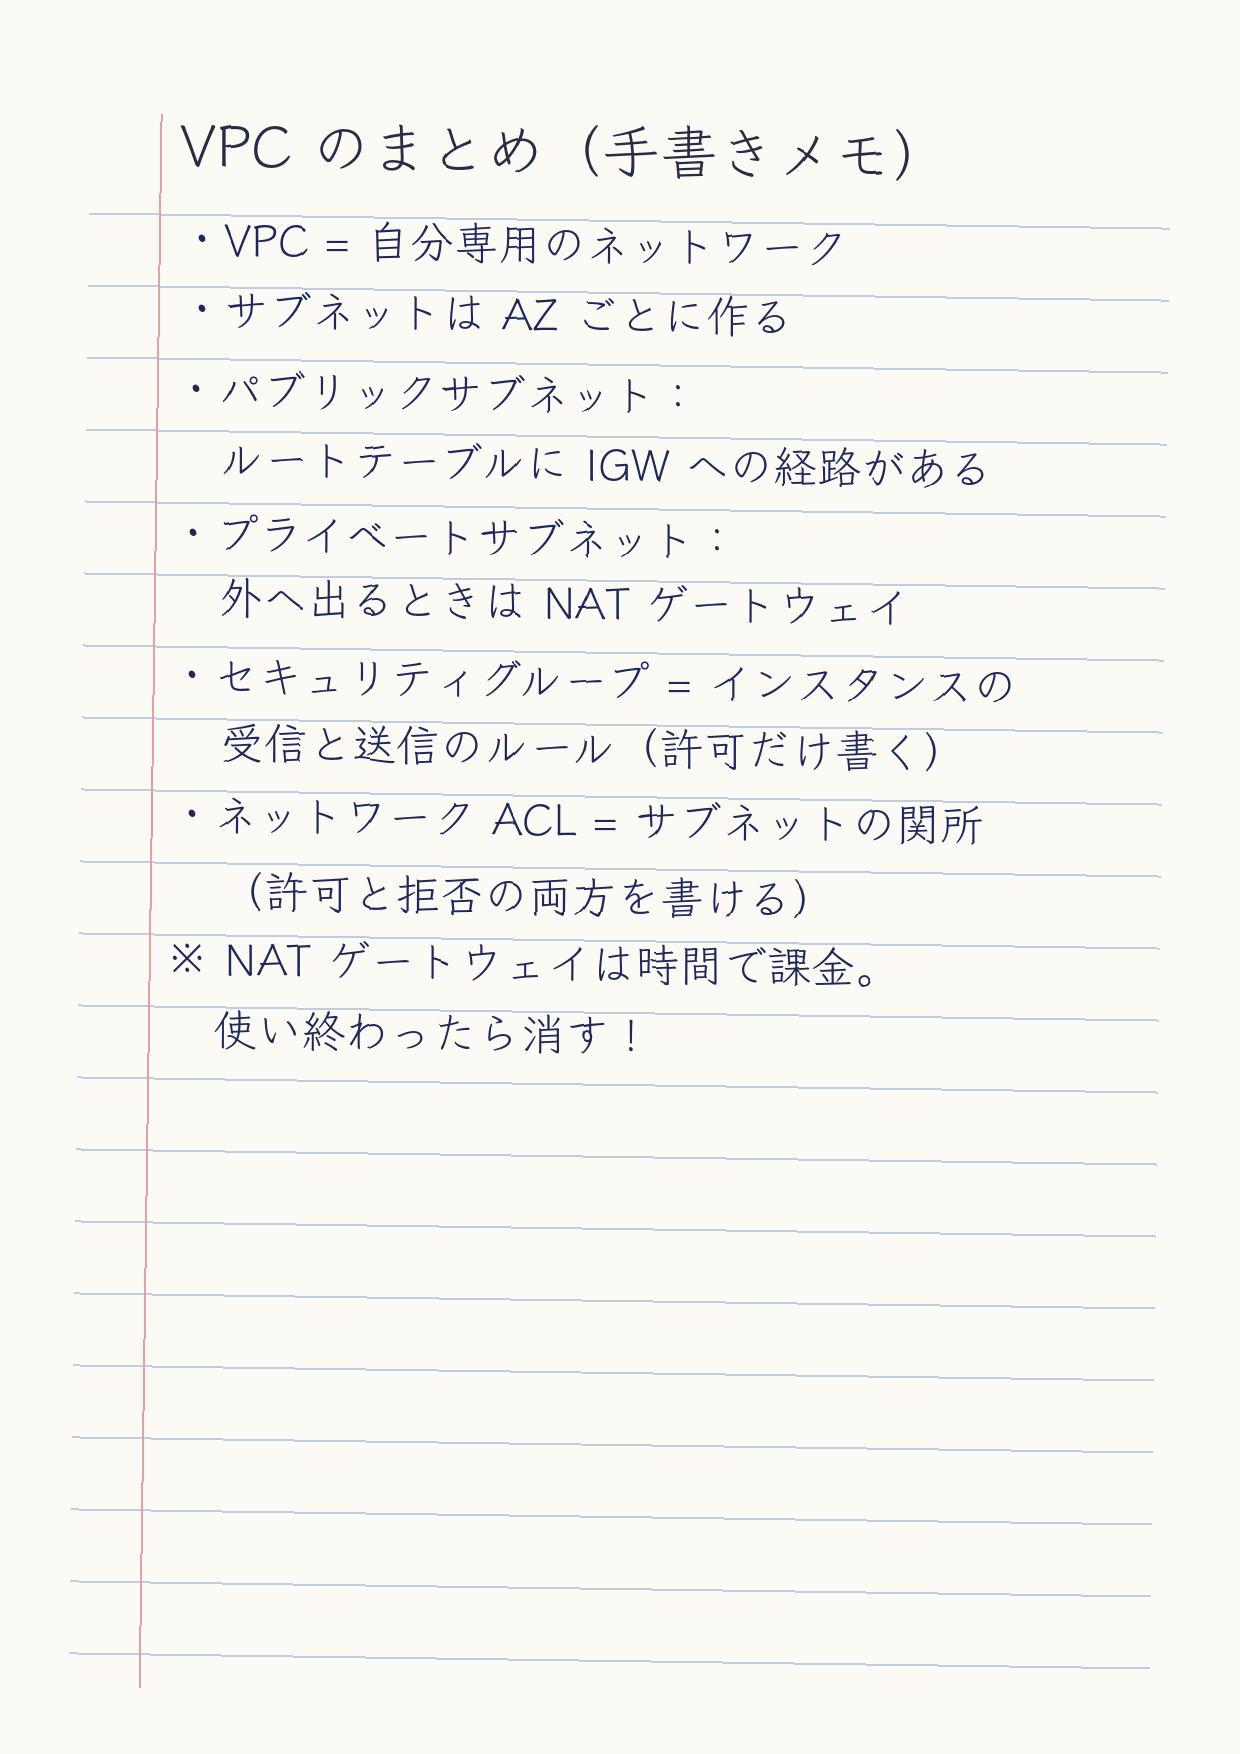 VPC のまとめ（手書きメモ）
・VPC = 自分専用のネットワーク
・サブネットは AZ ごとに作る
・パブリックサブネット：
ルートテーブルに IGW への経路がある
・プライベートサブネット：
外へ出るときは NAT ゲートウェイ
・セキュリティグループ = インスタンスの
受信と送信のルール（許可だけ書く）
・ネットワーク ACL = サブネットの関所
（許可と拒否の両方を書ける）
※ NAT ゲートウェイは時間で課金。
使い終わったら消す！